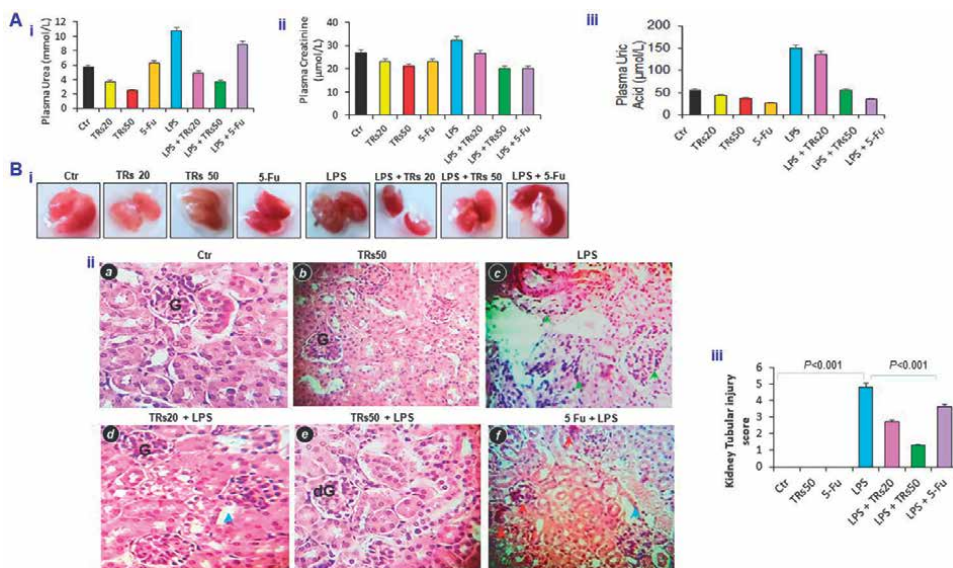 A
i
Plasma Urea (mmol/L)
12
10
8
6
4
2
0
Ctr
TRs20
TRs50
5-Fu
LPS
LPS + TRs20
LPS + TRs50
LPS + 5-Fu
ii
Plasma Creatinine
(µmol/L)
40
30
20
10
0
Ctr
TRs20
TRs50
5-Fu
LPS
LPS + TRs20
LPS + TRs50
LPS + 5-Fu
iii
Plasma Uric
Acid (µmol/L)
200
150
100
50
0
Ctr
TRs20
TRs50
5-Fu
LPS
LPS + TRs20
LPS + TRs50
LPS + 5-Fu
B
i
Ctr
TRs 20
TRs 50
5-Fu
LPS
LPS + TRs 20
LPS + TRs 50
LPS + 5-Fu
ii
Ctr
TRs50
LPS
a
G
b
G
c
TRs20 + LPS
TRs50 + LPS
5 Fu + LPS
d
G
e
dG
f
iii
Kidney Tubular injury
score
6
5
4
3
2
1
0
P<0.001
P<0.001
Ctr
TRs50
5-Fu
LPS
LPS + TRs20
LPS + TRs50
LPS + 5-Fu